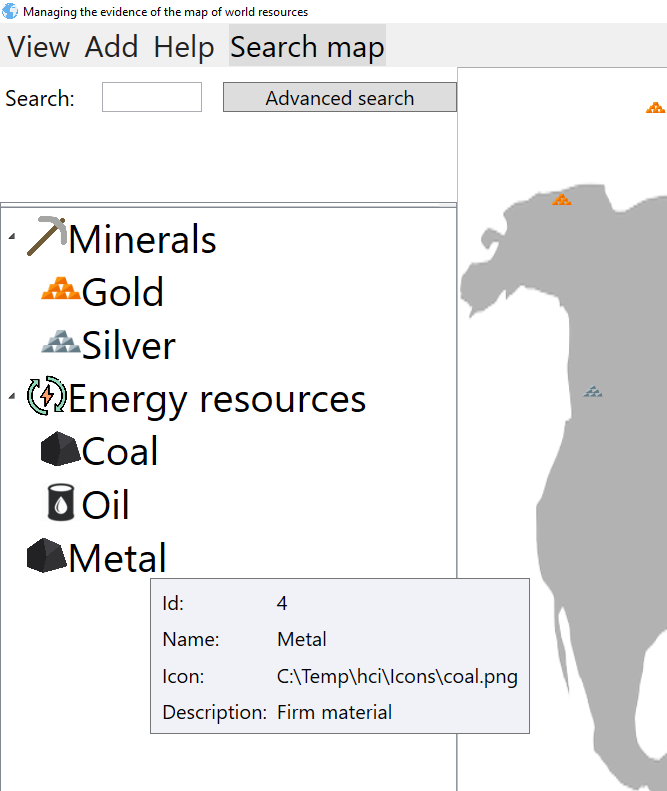 Managing the evidence of the map of world resources
View Add Help Search map
Search: Advanced search
Minerals
Gold
Silver
Energy resources
Coal
Oil
Metal
Id: 4
Name: Metal
Icon: C:\Temp\hci\Icons\coal.png
Description: Firm material